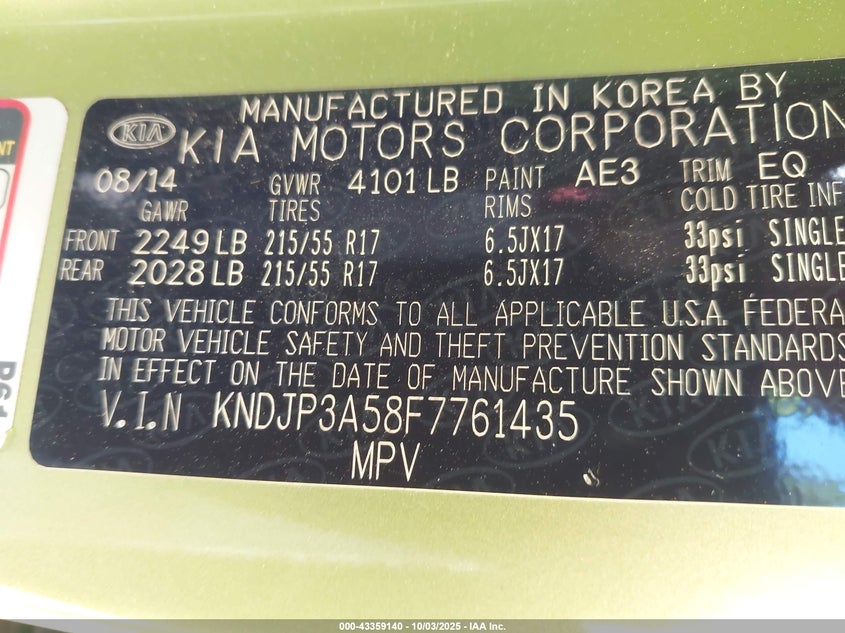 MANUFACTURED IN KOREA BY
KIA KIA MOTORS CORPORATION
08/14 GVWR 4101 LB PAINT AE3 TRIM EQ
GAWR TIRES RIMS COLD TIRE INF
FRONT 2249 LB 215/55 R17 6.5JX17 33psi SINGLE
REAR 2028 LB 215/55 R17 6.5JX17 33psi SINGLE
THIS VEHICLE CONFORMS TO ALL APPLICABLE U.S.A. FEDERA
MOTOR VEHICLE SAFETY AND THEFT PREVENTION STANDARDS
IN EFFECT ON THE DATE OF MANUFACTURE SHOWN ABOVE
V.I.N KNDJP3A58F7761435
MPV
000-43359140 - 10/03/2025 - IAA Inc.